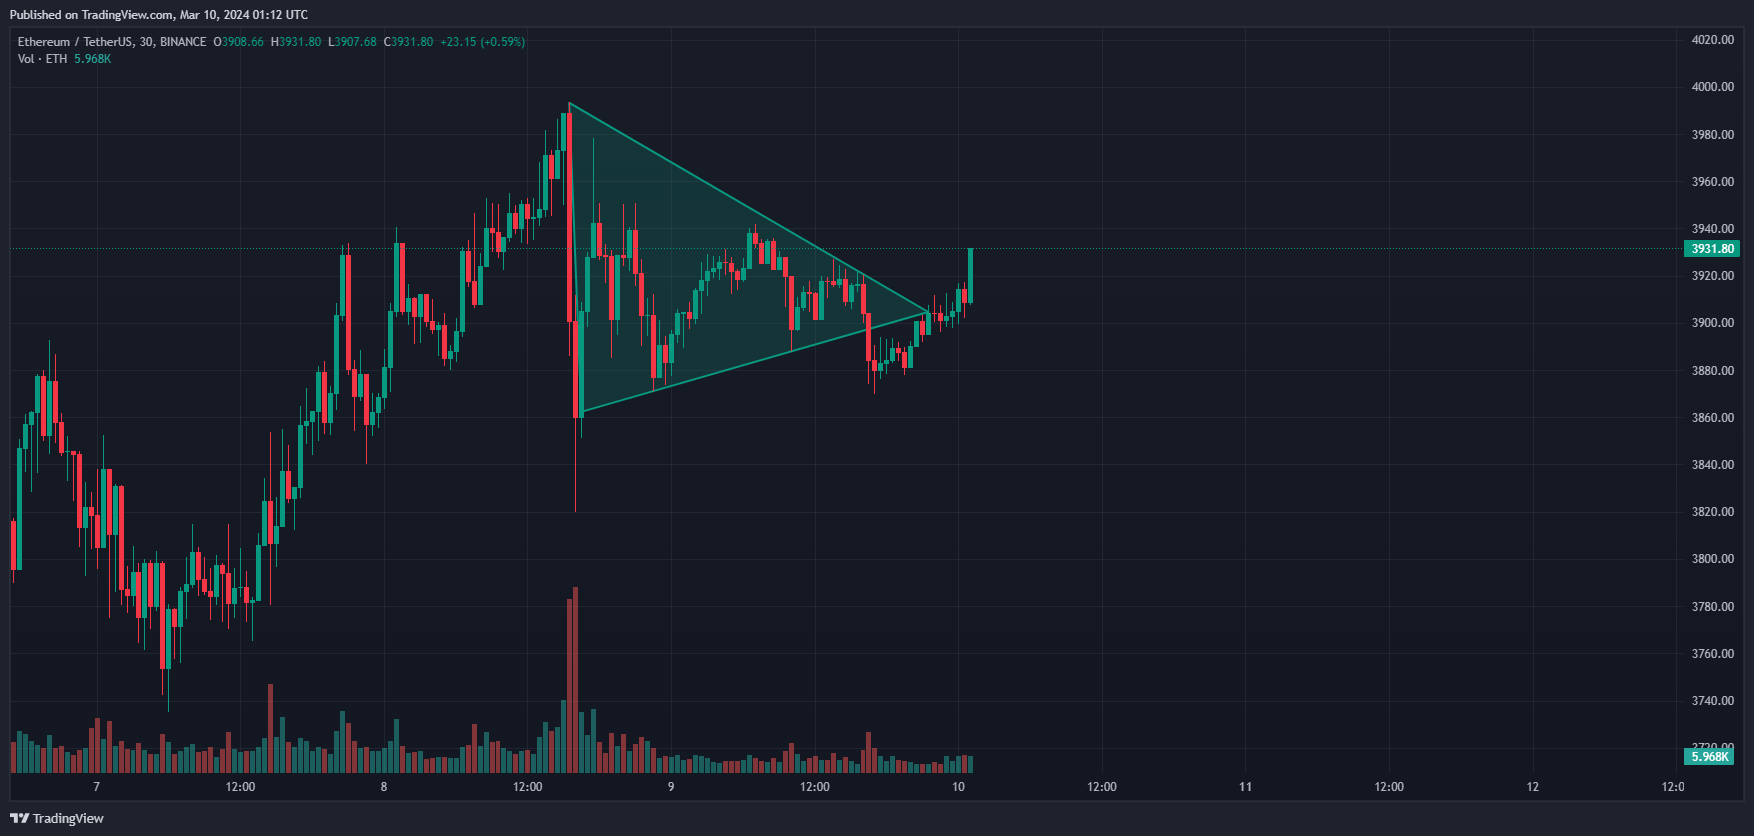 Published on TradingView.com, Mar 10, 2024 01:12 UTC
Ethereum / TetherUS, 30, BINANCE O3908.66 H3931.80 L3907.68 C3931.80 +23.15 (+0.59%)
Vol · ETH 5.968K
4020.00
4000.00
3980.00
3960.00
3940.00
3931.80
3920.00
3900.00
3880.00
3860.00
3840.00
3820.00
3800.00
3780.00
3760.00
3740.00
3720.00
5.968K
7 12:00 8 12:00 9 12:00 10 12:00 11 12:00 12 12:0
TradingView